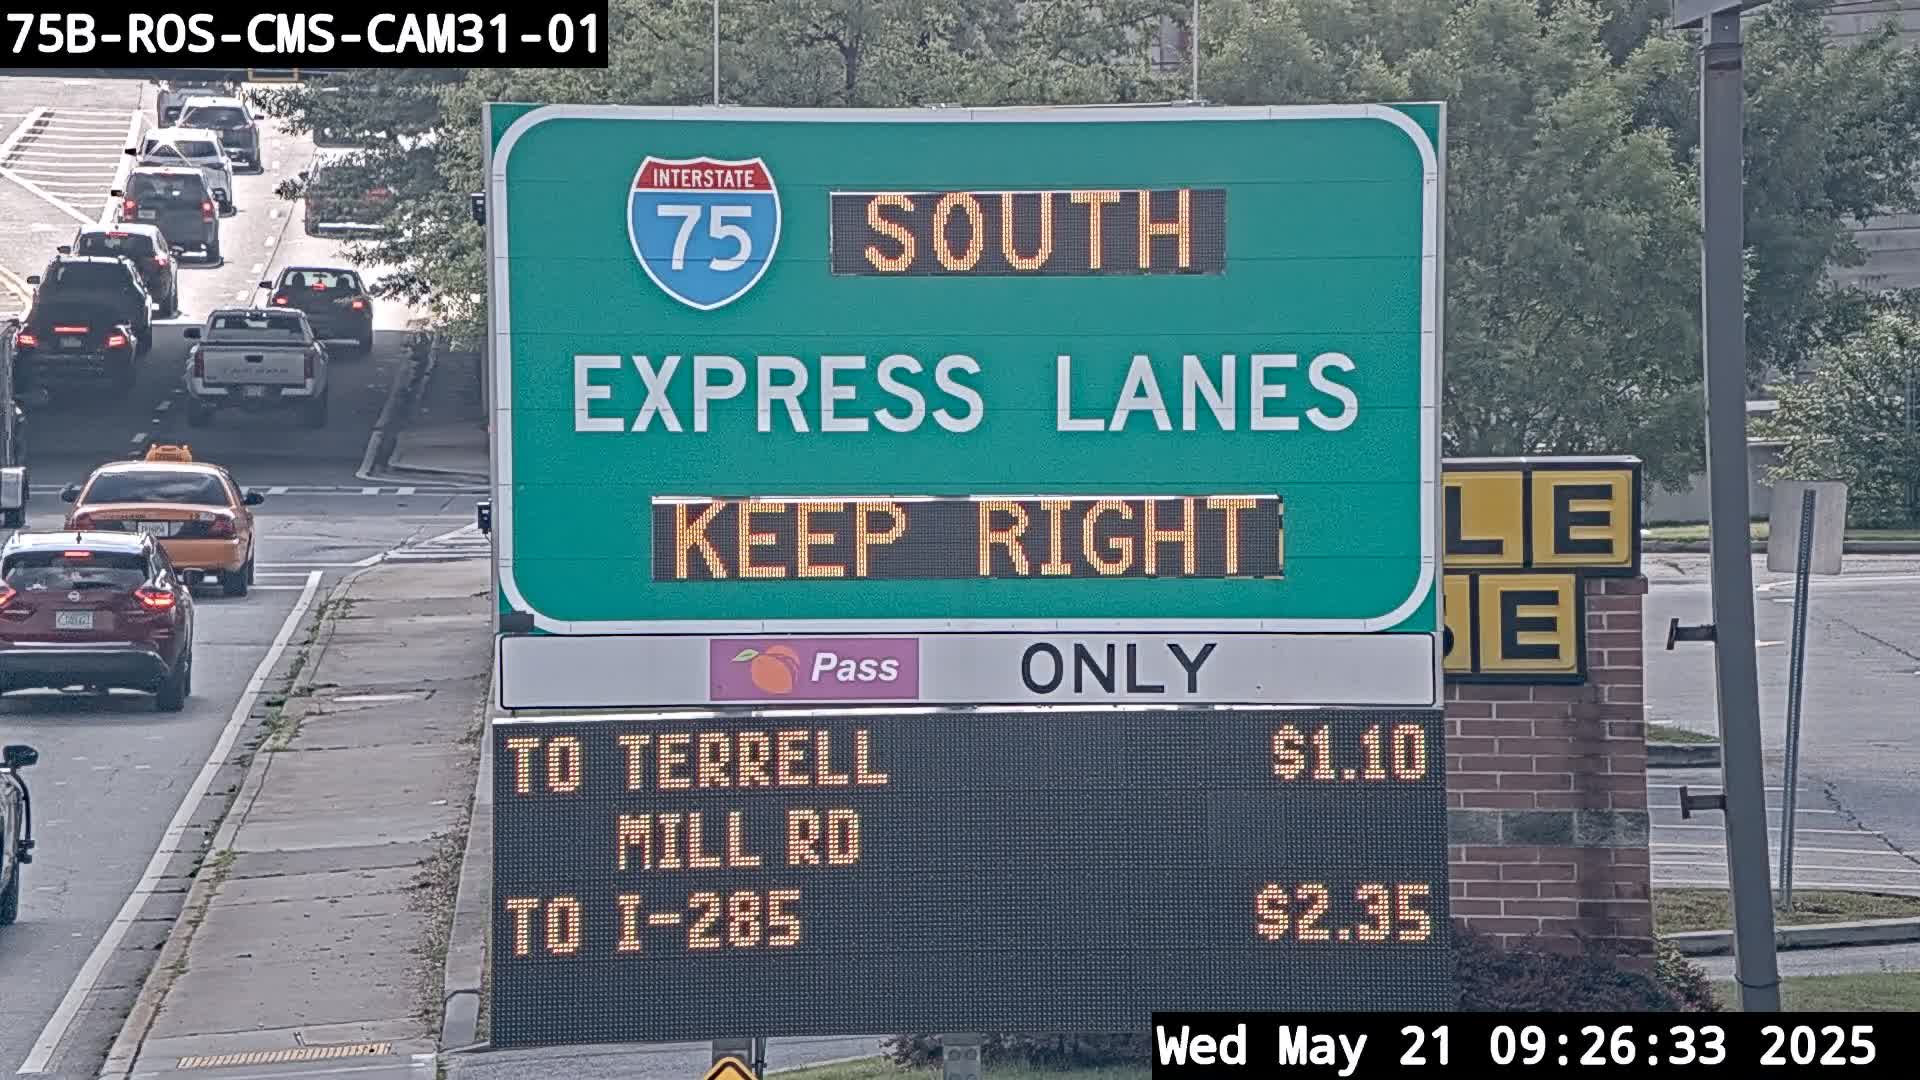 75B-ROS-CMS-CAM31-01
INTERSTATE
75
SOUTH
EXPRESS LANES
KEEP RIGHT
Pass ONLY
TO TERRELL $1.10
MILL RD
TO I-285 $2.35
LE
E
Wed May 21 09:26:33 2025